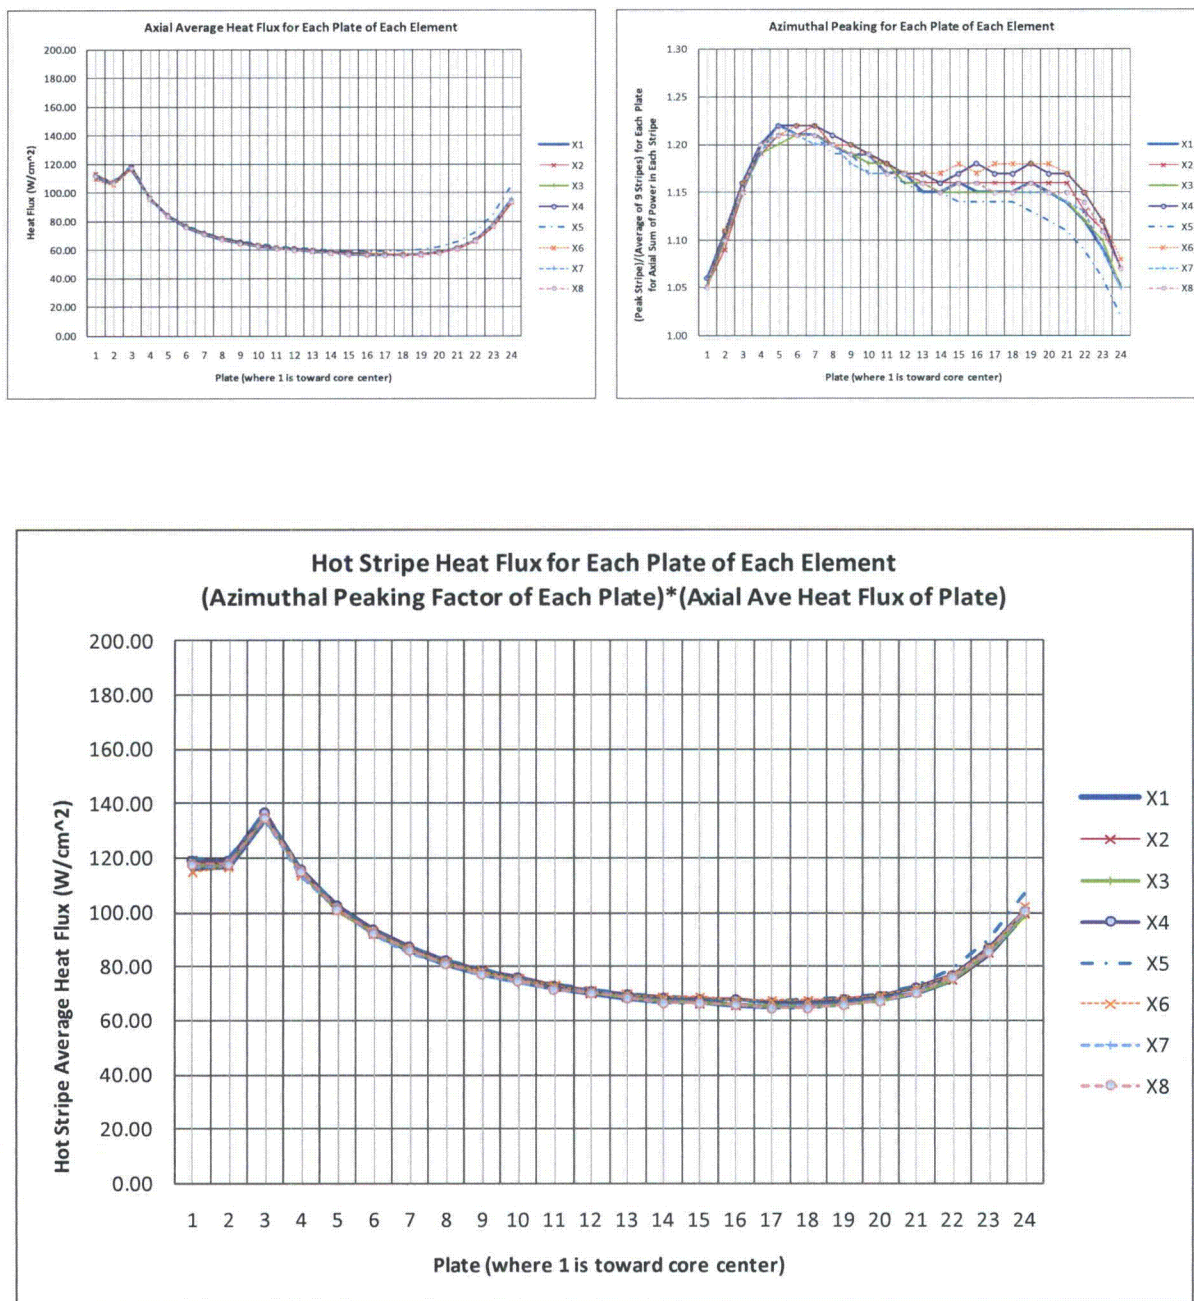 Axial Average Heat Flux for Each Plate of Each Element
Heat Flux (W/cm^2)
200.00
180.00
160.00
140.00
120.00
100.00
80.00
60.00
40.00
20.00
0.00
1 2 3 4 5 6 7 8 9 10 11 12 13 14 15 16 17 18 19 20 21 22 23 24
Plate (where 1 is toward core center)
X1
X2
X3
X4
X5
X6
X7
X8
Azimuthal Peaking for Each Plate of Each Element
(Peak Stripe)/(Average of 9 Stripes) for Each Plate
for Axial Sum of Power in Each Stripe
1.30
1.25
1.20
1.15
1.10
1.05
1.00
1 2 3 4 5 6 7 8 9 10 11 12 13 14 15 16 17 18 19 20 21 22 23 24
Plate (where 1 is toward core center)
X1
X2
X3
X4
X5
X6
X7
X8
Hot Stripe Heat Flux for Each Plate of Each Element
(Azimuthal Peaking Factor of Each Plate)*(Axial Ave Heat Flux of Plate)
Hot Stripe Average Heat Flux (W/cm^2)
200.00
180.00
160.00
140.00
120.00
100.00
80.00
60.00
40.00
20.00
0.00
1 2 3 4 5 6 7 8 9 10 11 12 13 14 15 16 17 18 19 20 21 22 23 24
Plate (where 1 is toward core center)
X1
X2
X3
X4
X5
X6
X7
X8